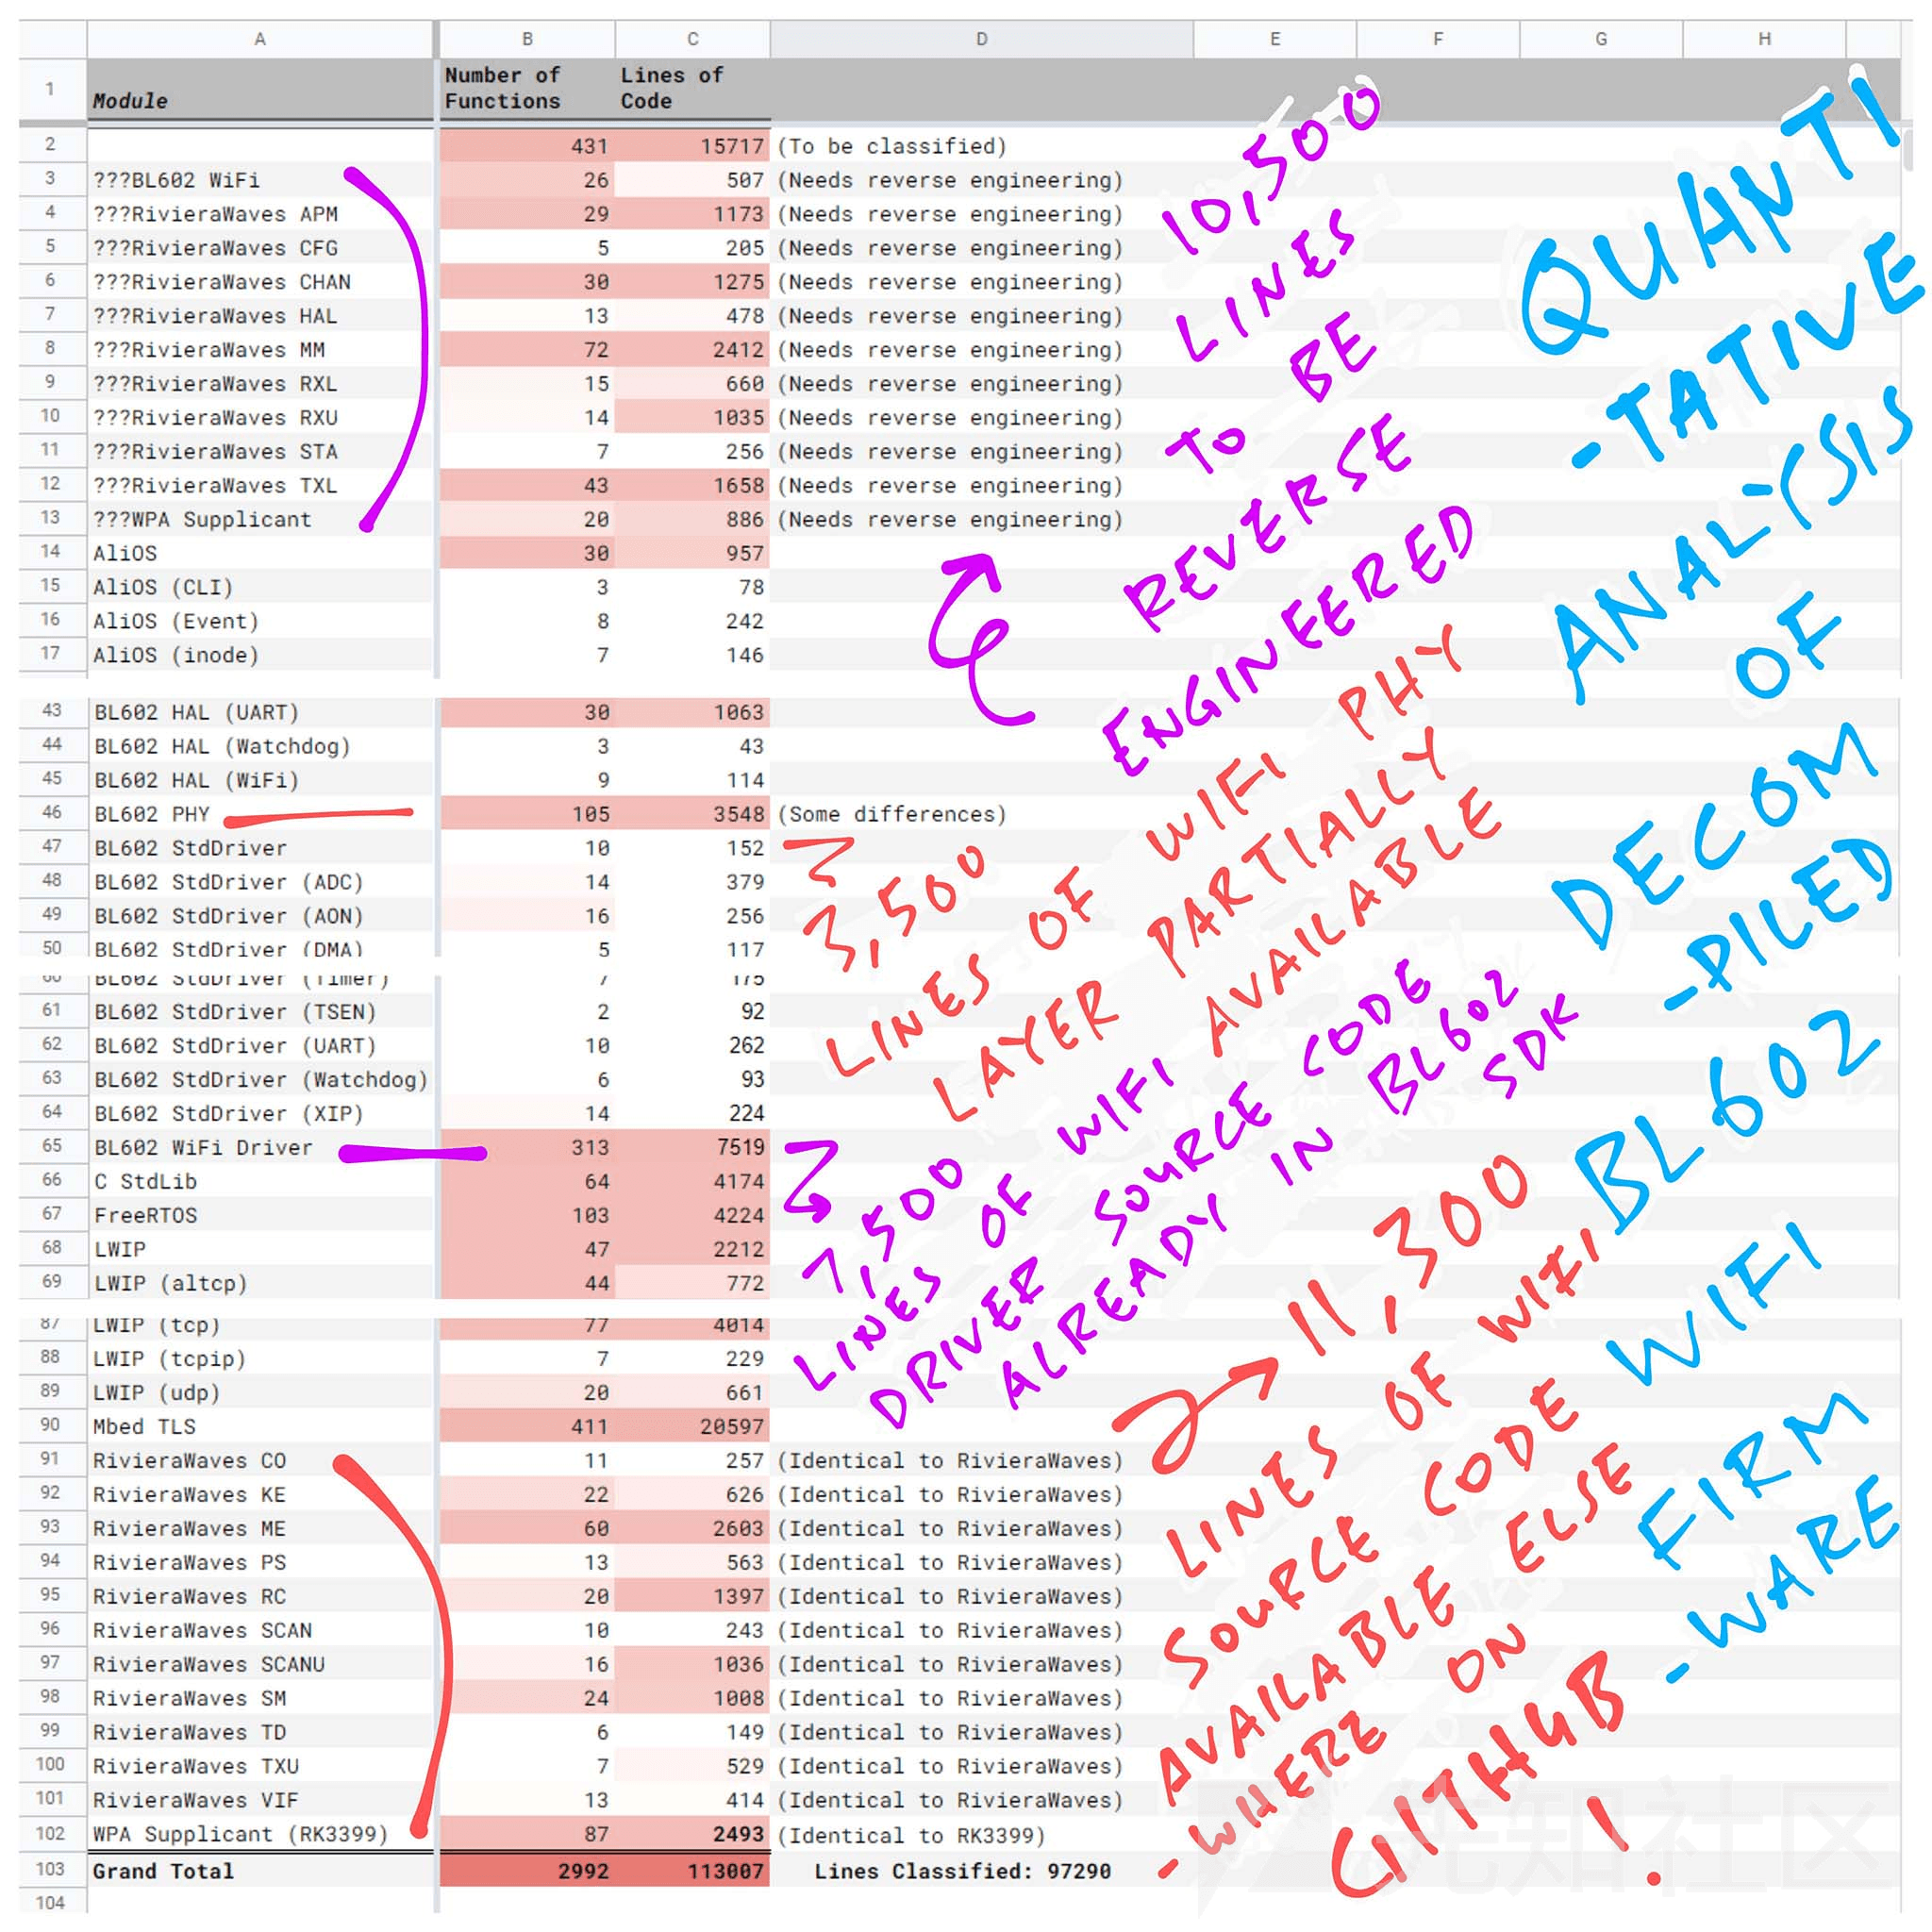 A B C D E F G H
1 Module Number of Functions Lines of Code
2 431 15717 (To be classified)
3 ???BL602 WiFi 26 507 (Needs reverse engineering)
4 ???RivieraWaves APM 29 1173 (Needs reverse engineering)
5 ???RivieraWaves CFG 5 205 (Needs reverse engineering)
6 ???RivieraWaves CHAN 30 1275 (Needs reverse engineering)
7 ???RivieraWaves HAL 13 478 (Needs reverse engineering)
8 ???RivieraWaves MM 72 2412 (Needs reverse engineering)
9 ???RivieraWaves RXL 15 660 (Needs reverse engineering)
10 ???RivieraWaves RXU 14 1035 (Needs reverse engineering)
11 ???RivieraWaves STA 7 256 (Needs reverse engineering)
12 ???RivieraWaves TXL 43 1658 (Needs reverse engineering)
13 ???WPA Supplicant 20 886 (Needs reverse engineering)
14 AliOS 30 957
15 AliOS (CLI) 3 78
16 AliOS (Event) 8 242
17 AliOS (inode) 7 146
43 BL602 HAL (UART) 30 1063
44 BL602 HAL (Watchdog) 3 43
45 BL602 HAL (WiFi) 9 114
46 BL602 PHY 105 3548 (Some differences)
47 BL602 StdDriver 10 152
48 BL602 StdDriver (ADC) 14 379
49 BL602 StdDriver (AON) 16 256
50 BL602 StdDriver (DMA) 5 117
60 BL602 StdDriver (Timer) 7 175
61 BL602 StdDriver (TSEN) 2 92
62 BL602 StdDriver (UART) 10 262
63 BL602 StdDriver (Watchdog) 6 93
64 BL602 StdDriver (XIP) 14 224
65 BL602 WiFi Driver 313 7519
66 C StdLib 64 4174
67 FreeRTOS 103 4224
68 LWIP 47 2212
69 LWIP (altcp) 44 772
87 LWIP (tcp) 77 4014
88 LWIP (tcpip) 7 229
89 LWIP (udp) 20 661
90 Mbed TLS 411 20597
91 RivieraWaves CO 11 257 (Identical to RivieraWaves)
92 RivieraWaves KE 22 626 (Identical to RivieraWaves)
93 RivieraWaves ME 60 2603 (Identical to RivieraWaves)
94 RivieraWaves PS 13 563 (Identical to RivieraWaves)
95 RivieraWaves RC 20 1397 (Identical to RivieraWaves)
96 RivieraWaves SCAN 10 243 (Identical to RivieraWaves)
97 RivieraWaves SCANU 16 1036 (Identical to RivieraWaves)
98 RivieraWaves SM 24 1008 (Identical to RivieraWaves)
99 RivieraWaves TD 6 149 (Identical to RivieraWaves)
100 RivieraWaves TXU 7 529 (Identical to RivieraWaves)
101 RivieraWaves VIF 13 414 (Identical to RivieraWaves)
102 WPA Supplicant (RK3399) 87 2493 (Identical to RK3399)
103 Grand Total 2992 113007 Lines Classified: 97290
104
10,500
LINES
TO BE
REVERSE
ENGINEERED
3,500
LINES OF WIFI PHY
LAYER PARTIALLY
AVAILABLE
7,500
LINES OF WIFI
DRIVER SOURCE CODE
ALREADY IN BL602
SDK
11,300
LINES OF WIFI
SOURCE CODE
AVAILABLE ELSE
-WHERE ON
GITHUB!
QUANTI
-TATIVE
ANALYSIS
OF
DECOM
-PILED
BL602
WIFI
FIRM
-WARE
先知社区